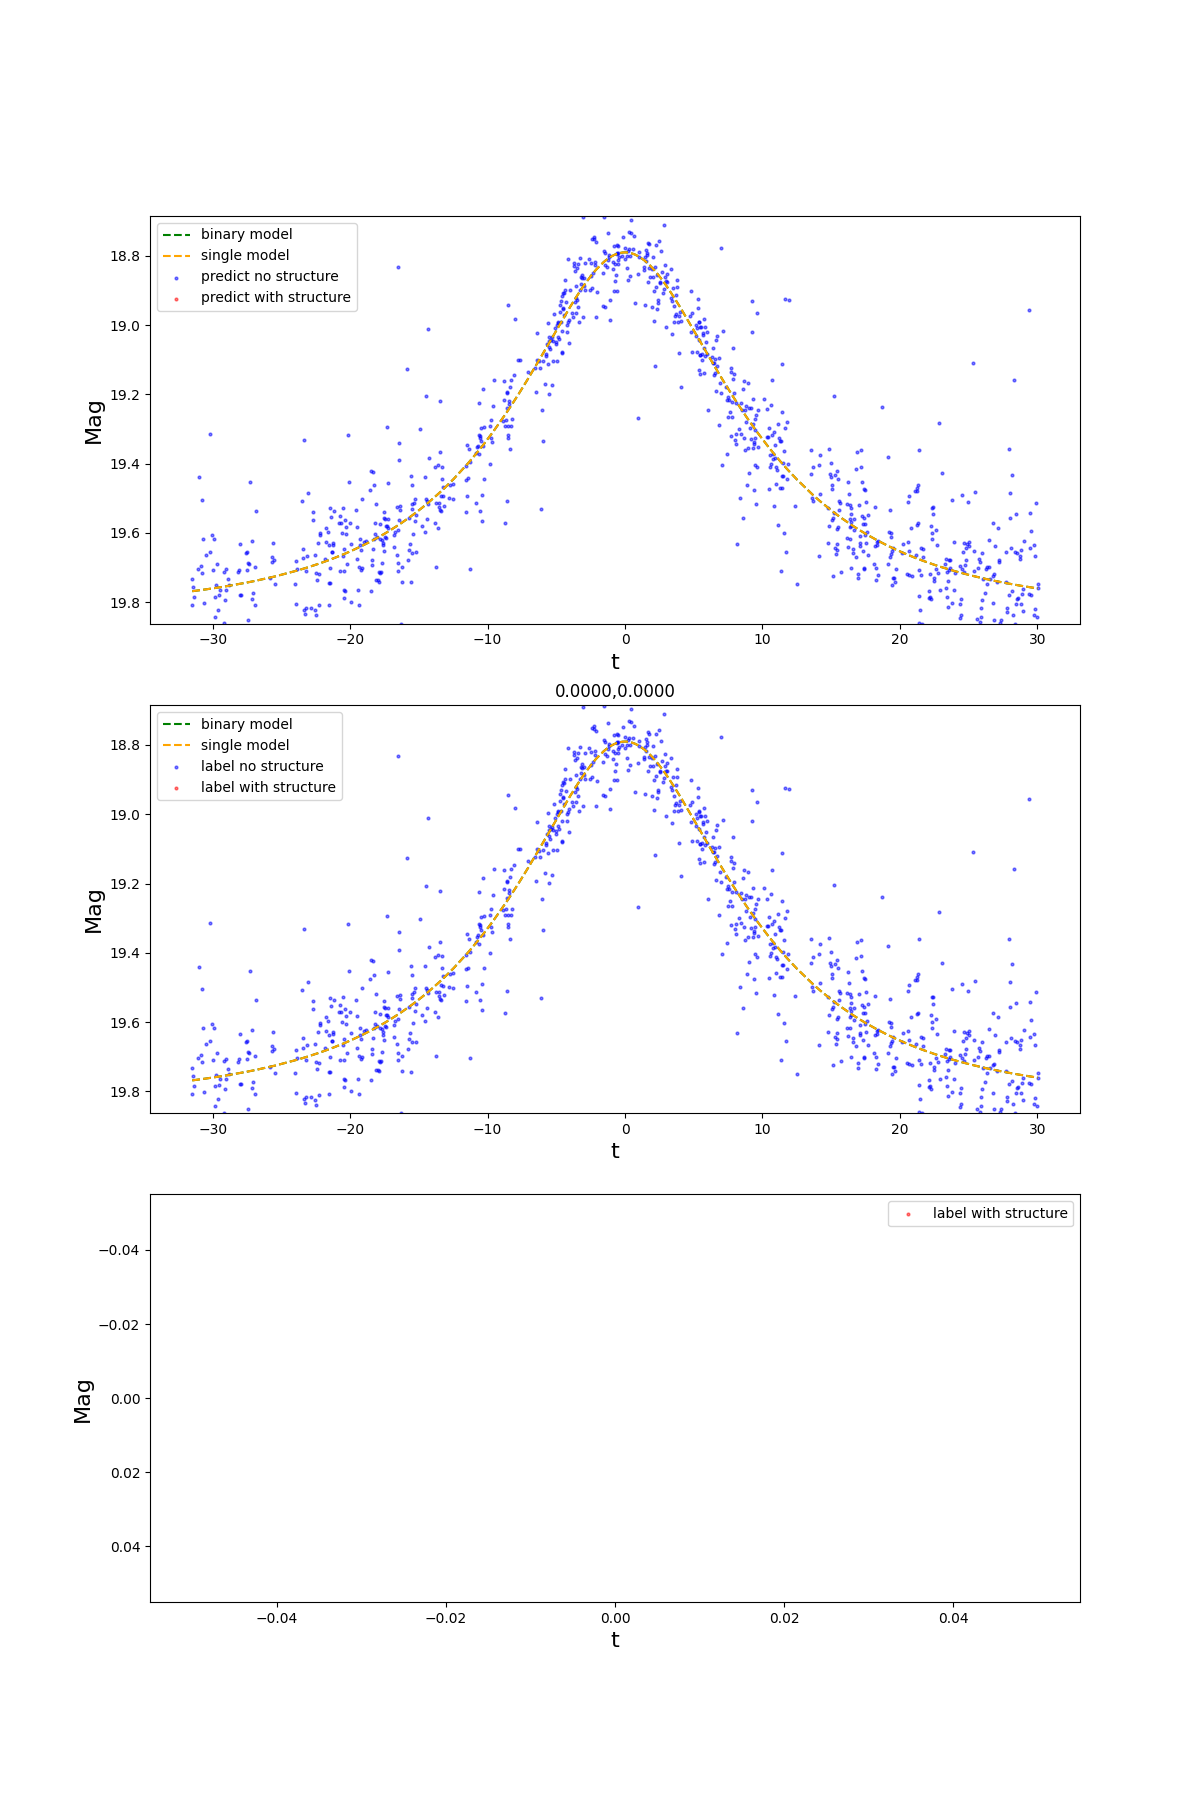 binary model
single model
predict no structure
predict with structure
18.8
19.0
19.2
19.4
19.6
19.8
Mag
−30
−20
−10
0
10
20
30
t
0.0000,0.0000
binary model
single model
label no structure
label with structure
18.8
19.0
19.2
19.4
19.6
19.8
Mag
−30
−20
−10
0
10
20
30
t
label with structure
−0.04
−0.02
0.00
0.02
0.04
Mag
−0.04
−0.02
0.00
0.02
0.04
t